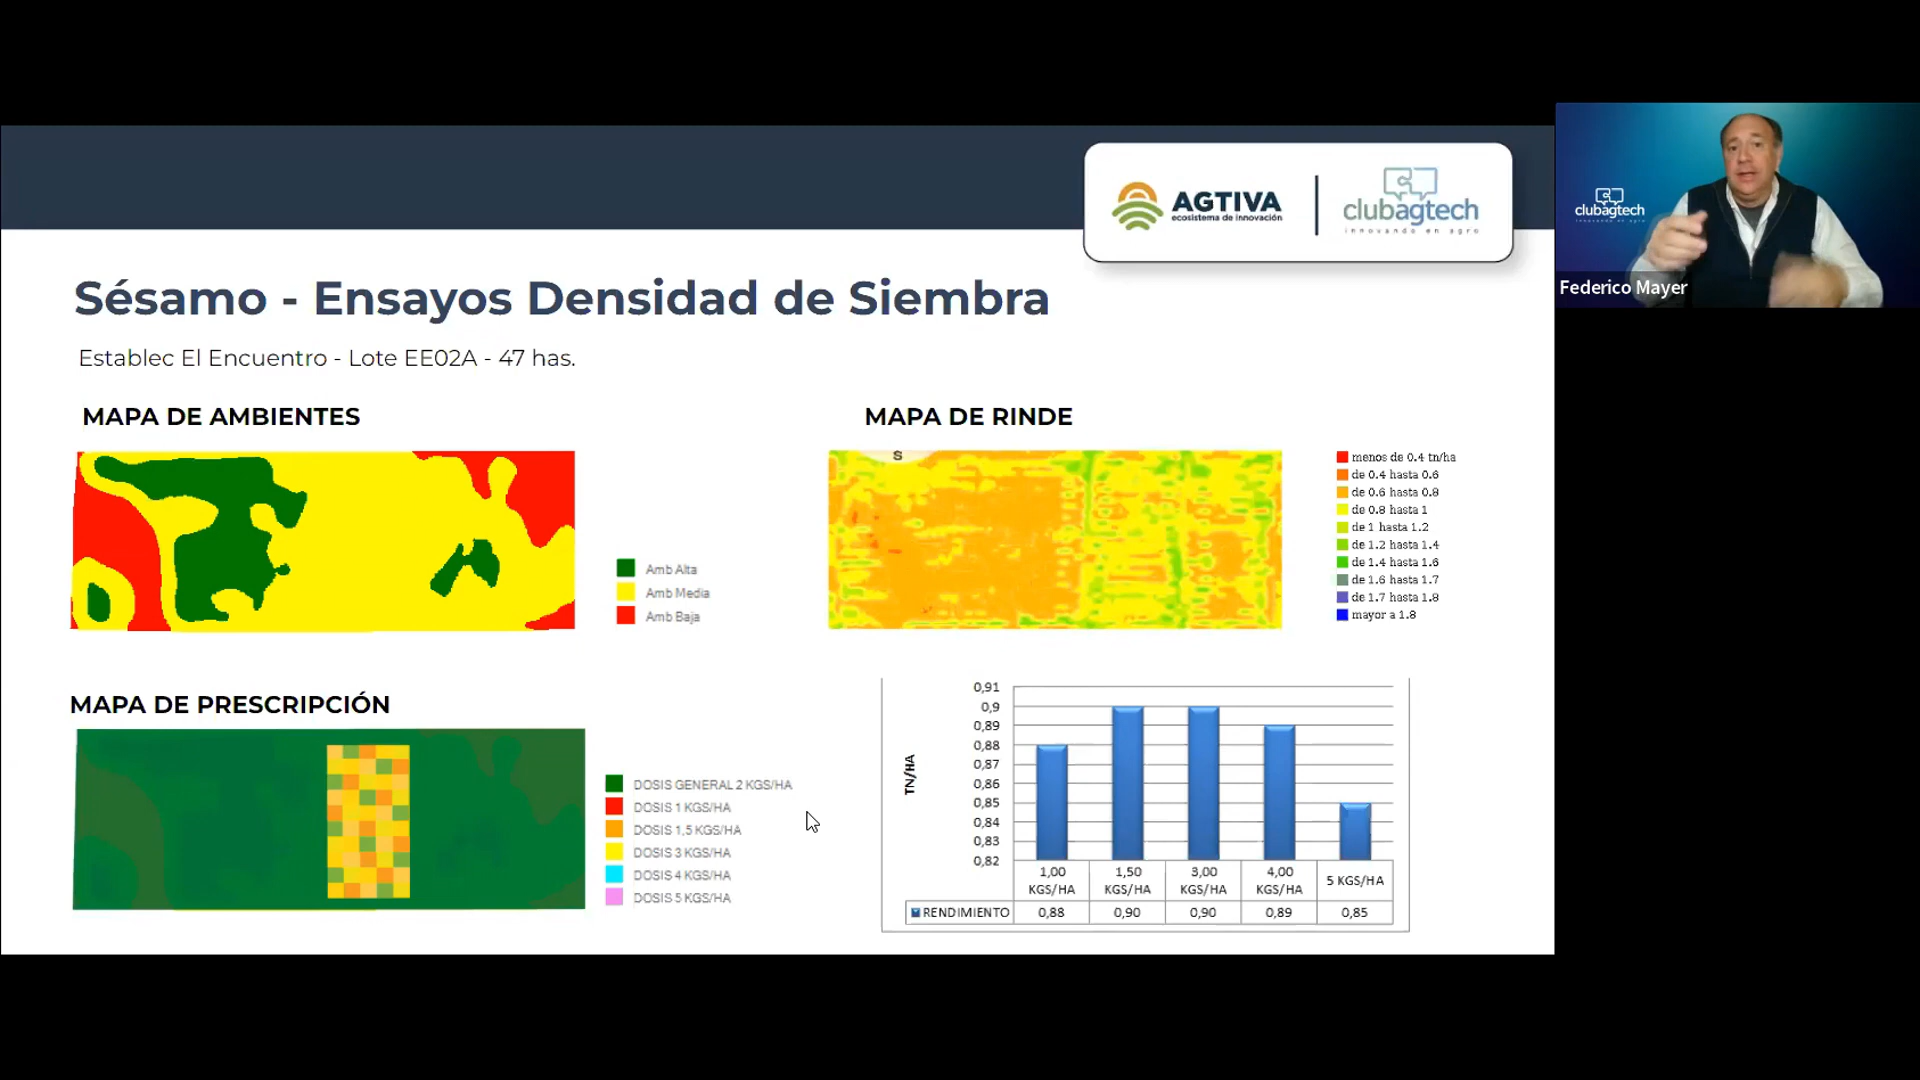 AGTIVA
ecosistema de innovación
clubagtech
innovando en agro
clubagtech
Federico Mayer
Sésamo - Ensayos Densidad de Siembra
Establec El Encuentro - Lote EE02A - 47 has.
MAPA DE AMBIENTES
Amb Alta
Amb Media
Amb Baja
MAPA DE RINDE
S
menos de 0.4 tn/ha
de 0.4 hasta 0.6
de 0.6 hasta 0.8
de 0.8 hasta 1
de 1 hasta 1.2
de 1.2 hasta 1.4
de 1.4 hasta 1.6
de 1.6 hasta 1.7
de 1.7 hasta 1.8
mayor a 1.8
MAPA DE PRESCRIPCIÓN
DOSIS GENERAL 2 KGS/HA
DOSIS 1 KGS/HA
DOSIS 1,5 KGS/HA
DOSIS 3 KGS/HA
DOSIS 4 KGS/HA
DOSIS 5 KGS/HA
TN/HA
0,91
0,9
0,89
0,88
0,87
0,86
0,85
0,84
0,83
0,82
1,00 1,50 3,00 4,00 5 KGS/HA
KGS/HA KGS/HA KGS/HA KGS/HA
RENDIMIENTO 0,88 0,90 0,90 0,89 0,85